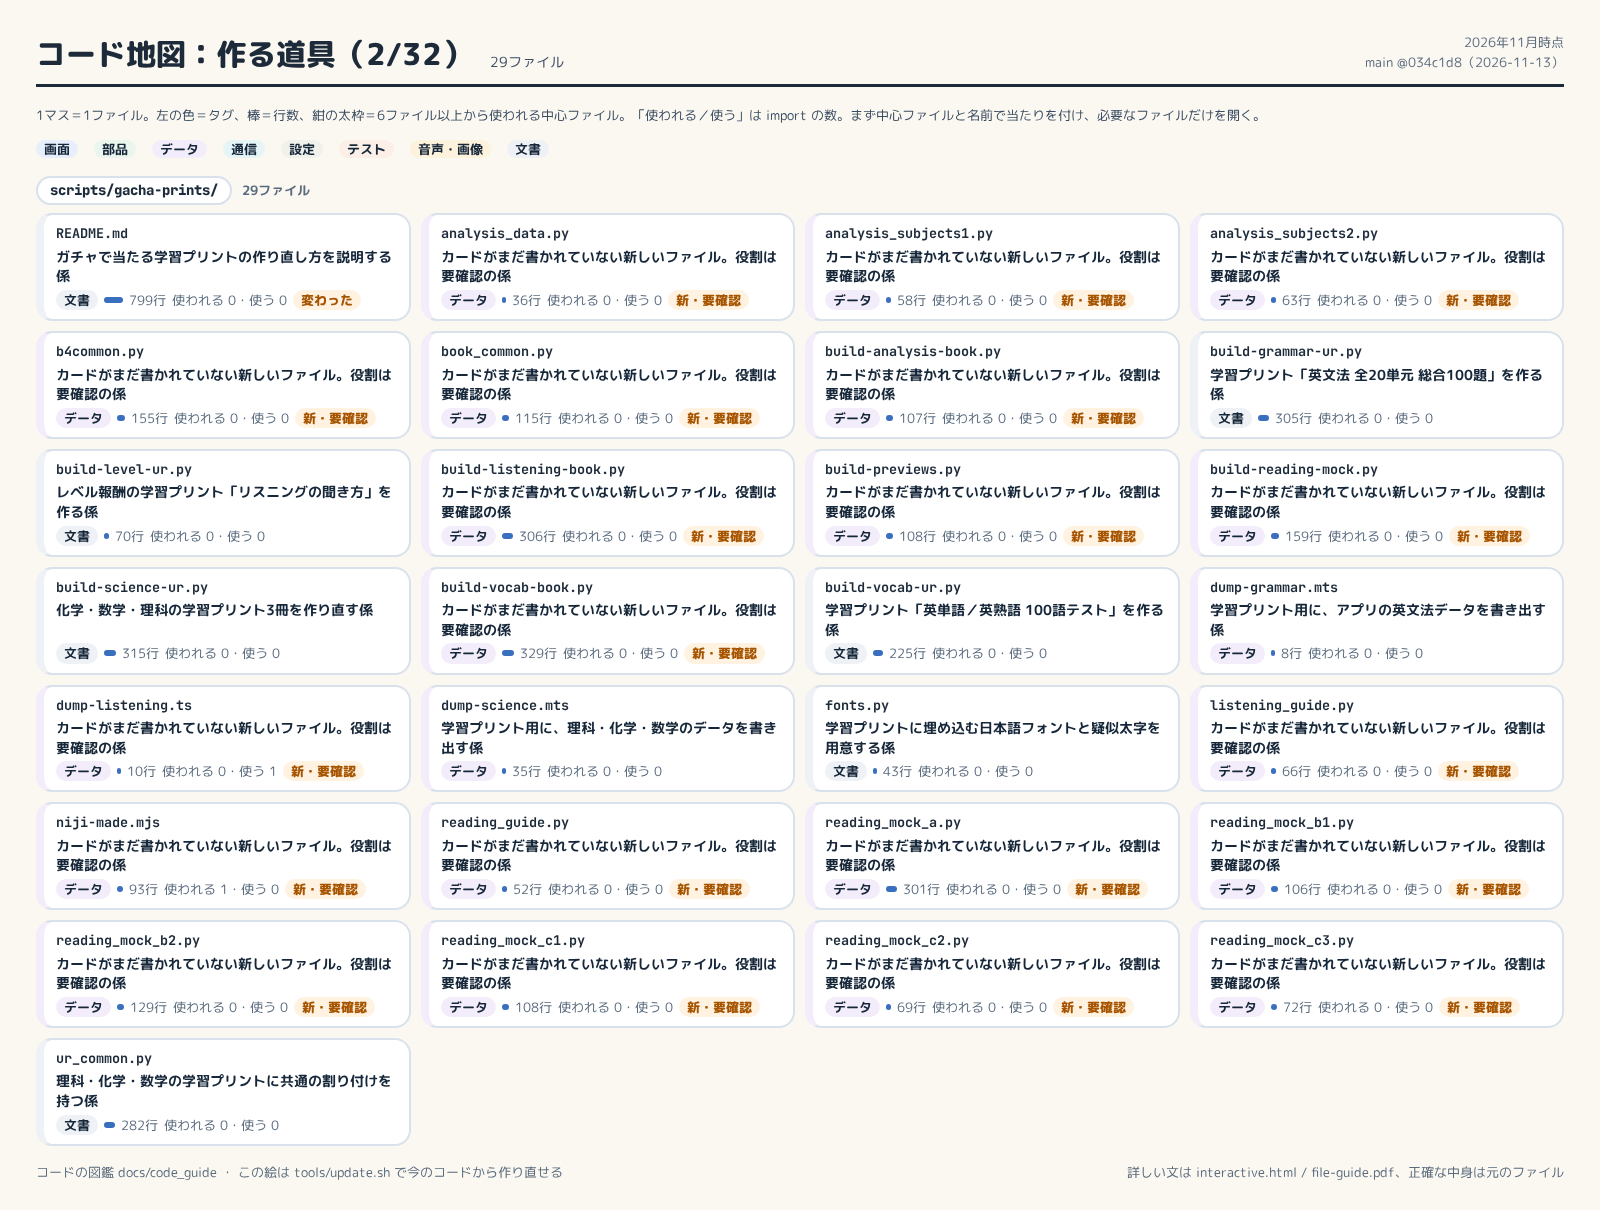 コード地図：作る道具（2/32） 29ファイル
2026年11月時点
main @034c1d8（2026-11-13）
1マス＝1ファイル。左の色＝タグ、棒＝行数、紺の太枠＝6ファイル以上から使われる中心ファイル。「使われる／使う」は import の数。まず中心ファイルと名前で当たりを付け、必要なファイルだけを開く。
画面 部品 データ 通信 設定 テスト 音声・画像 文書
scripts/gacha-prints/ 29ファイル
README.md
ガチャで当たる学習プリントの作り直し方を説明する
係
文書 799行 使われる 0 · 使う 0 変わった
analysis_data.py
カードがまだ書かれていない新しいファイル。役割は
要確認の係
データ 36行 使われる 0 · 使う 0 新・要確認
analysis_subjects1.py
カードがまだ書かれていない新しいファイル。役割は
要確認の係
データ 58行 使われる 0 · 使う 0 新・要確認
analysis_subjects2.py
カードがまだ書かれていない新しいファイル。役割は
要確認の係
データ 63行 使われる 0 · 使う 0 新・要確認
b4common.py
カードがまだ書かれていない新しいファイル。役割は
要確認の係
データ 155行 使われる 0 · 使う 0 新・要確認
book_common.py
カードがまだ書かれていない新しいファイル。役割は
要確認の係
データ 115行 使われる 0 · 使う 0 新・要確認
build-analysis-book.py
カードがまだ書かれていない新しいファイル。役割は
要確認の係
データ 107行 使われる 0 · 使う 0 新・要確認
build-grammar-ur.py
学習プリント「英文法 全20単元 総合100題」を作る
係
文書 305行 使われる 0 · 使う 0
build-level-ur.py
レベル報酬の学習プリント「リスニングの聞き方」を
作る係
文書 70行 使われる 0 · 使う 0
build-listening-book.py
カードがまだ書かれていない新しいファイル。役割は
要確認の係
データ 306行 使われる 0 · 使う 0 新・要確認
build-previews.py
カードがまだ書かれていない新しいファイル。役割は
要確認の係
データ 108行 使われる 0 · 使う 0 新・要確認
build-reading-mock.py
カードがまだ書かれていない新しいファイル。役割は
要確認の係
データ 159行 使われる 0 · 使う 0 新・要確認
build-science-ur.py
化学・数学・理科の学習プリント3冊を作り直す係
文書 315行 使われる 0 · 使う 0
build-vocab-book.py
カードがまだ書かれていない新しいファイル。役割は
要確認の係
データ 329行 使われる 0 · 使う 0 新・要確認
build-vocab-ur.py
学習プリント「英単語／英熟語 100語テスト」を作る
係
文書 225行 使われる 0 · 使う 0
dump-grammar.mts
学習プリント用に、アプリの英文法データを書き出す
係
データ 8行 使われる 0 · 使う 0
dump-listening.ts
カードがまだ書かれていない新しいファイル。役割は
要確認の係
データ 10行 使われる 0 · 使う 1 新・要確認
dump-science.mts
学習プリント用に、理科・化学・数学のデータを書き
出す係
データ 35行 使われる 0 · 使う 0
fonts.py
学習プリントに埋め込む日本語フォントと疑似太字を
用意する係
文書 43行 使われる 0 · 使う 0
listening_guide.py
カードがまだ書かれていない新しいファイル。役割は
要確認の係
データ 66行 使われる 0 · 使う 0 新・要確認
niji-made.mjs
カードがまだ書かれていない新しいファイル。役割は
要確認の係
データ 93行 使われる 1 · 使う 0 新・要確認
reading_guide.py
カードがまだ書かれていない新しいファイル。役割は
要確認の係
データ 52行 使われる 0 · 使う 0 新・要確認
reading_mock_a.py
カードがまだ書かれていない新しいファイル。役割は
要確認の係
データ 301行 使われる 0 · 使う 0 新・要確認
reading_mock_b1.py
カードがまだ書かれていない新しいファイル。役割は
要確認の係
データ 106行 使われる 0 · 使う 0 新・要確認
reading_mock_b2.py
カードがまだ書かれていない新しいファイル。役割は
要確認の係
データ 129行 使われる 0 · 使う 0 新・要確認
reading_mock_c1.py
カードがまだ書かれていない新しいファイル。役割は
要確認の係
データ 108行 使われる 0 · 使う 0 新・要確認
reading_mock_c2.py
カードがまだ書かれていない新しいファイル。役割は
要確認の係
データ 69行 使われる 0 · 使う 0 新・要確認
reading_mock_c3.py
カードがまだ書かれていない新しいファイル。役割は
要確認の係
データ 72行 使われる 0 · 使う 0 新・要確認
ur_common.py
理科・化学・数学の学習プリントに共通の割り付けを
持つ係
文書 282行 使われる 0 · 使う 0
コードの図鑑 docs/code_guide ・ この絵は tools/update.sh で今のコードから作り直せる
詳しい文は interactive.html / file-guide.pdf、正確な中身は元のファイル